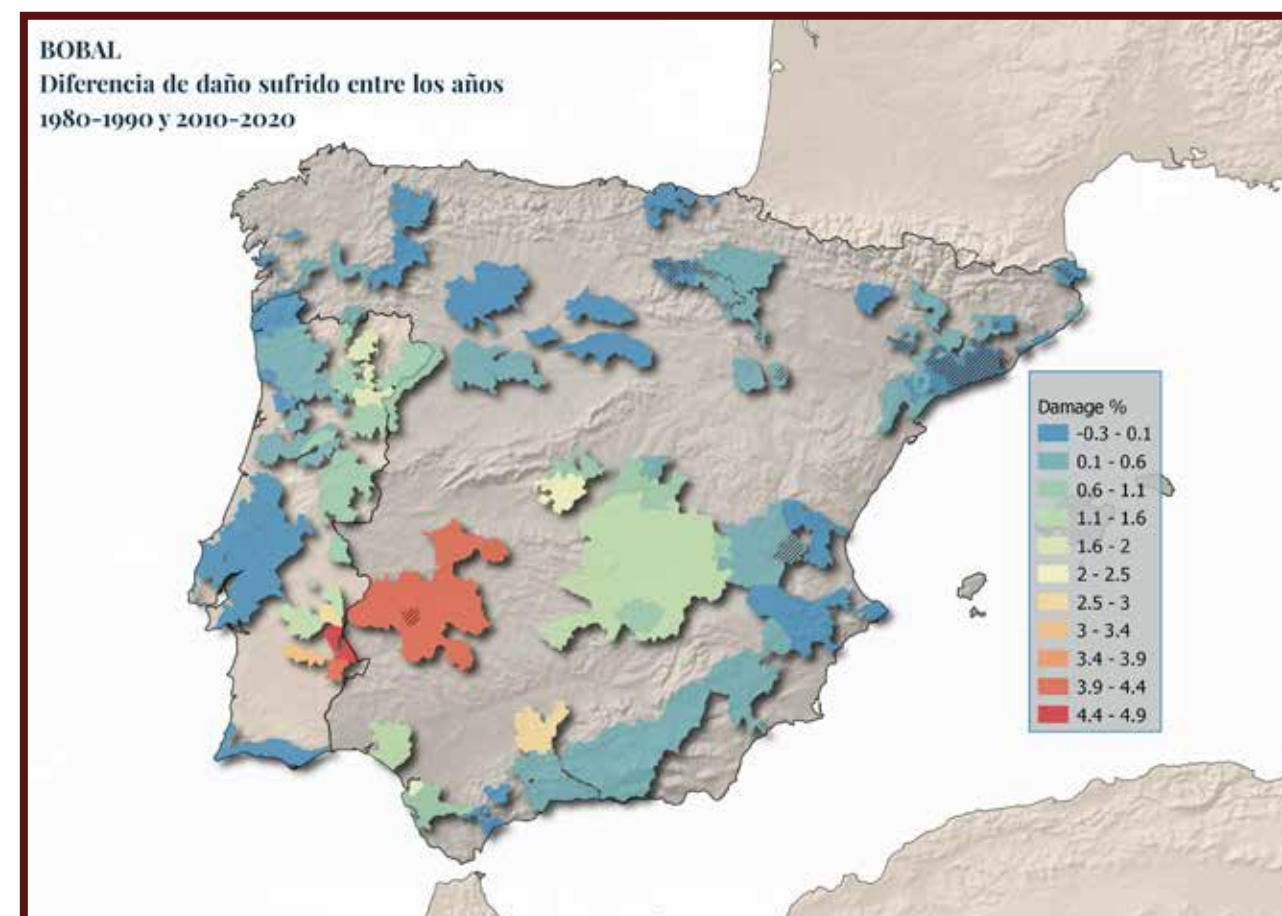 BOBAL
Diferencia de daño sufrido entre los años
1980-1990 y 2010-2020
Damage %
-0.3 - 0.1
0.1 - 0.6
0.6 - 1.1
1.1 - 1.6
1.6 - 2
2 - 2.5
2.5 - 3
3 - 3.4
3.4 - 3.9
3.9 - 4.4
4.4 - 4.9